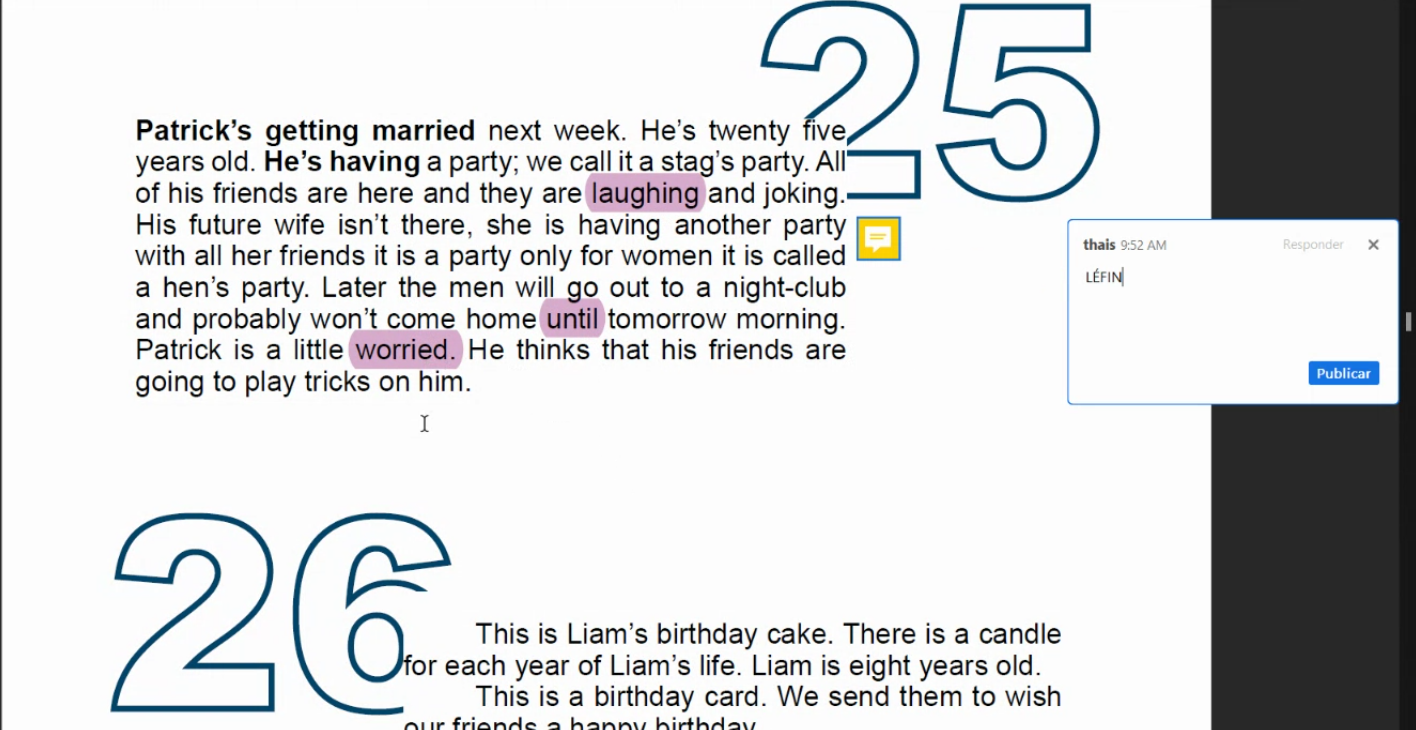 25
Patrick’s getting married next week. He’s twenty five
years old. He’s having a party; we call it a stag’s party. All
of his friends are here and they are laughing and joking.
His future wife isn’t there, she is having another party
with all her friends it is a party only for women it is called
a hen’s party. Later the men will go out to a night-club
and probably won’t come home until tomorrow morning.
Patrick is a little worried. He thinks that his friends are
going to play tricks on him.
thais 9:52 AM Responder
LÉFIN
Publicar
26
This is Liam’s birthday cake. There is a candle
for each year of Liam’s life. Liam is eight years old.
This is a birthday card. We send them to wish
our friends a happy birthday.